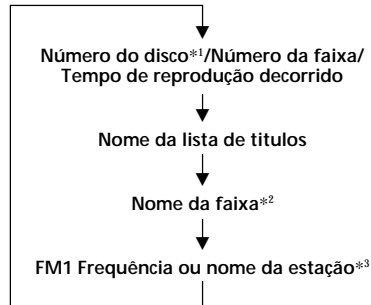 Número do disco*1/Número da faixa/
Tempo de reprodução decorrido
Nome da lista de titulos
Nome da faixa*2
FM1 Frequência ou nome da estação*3